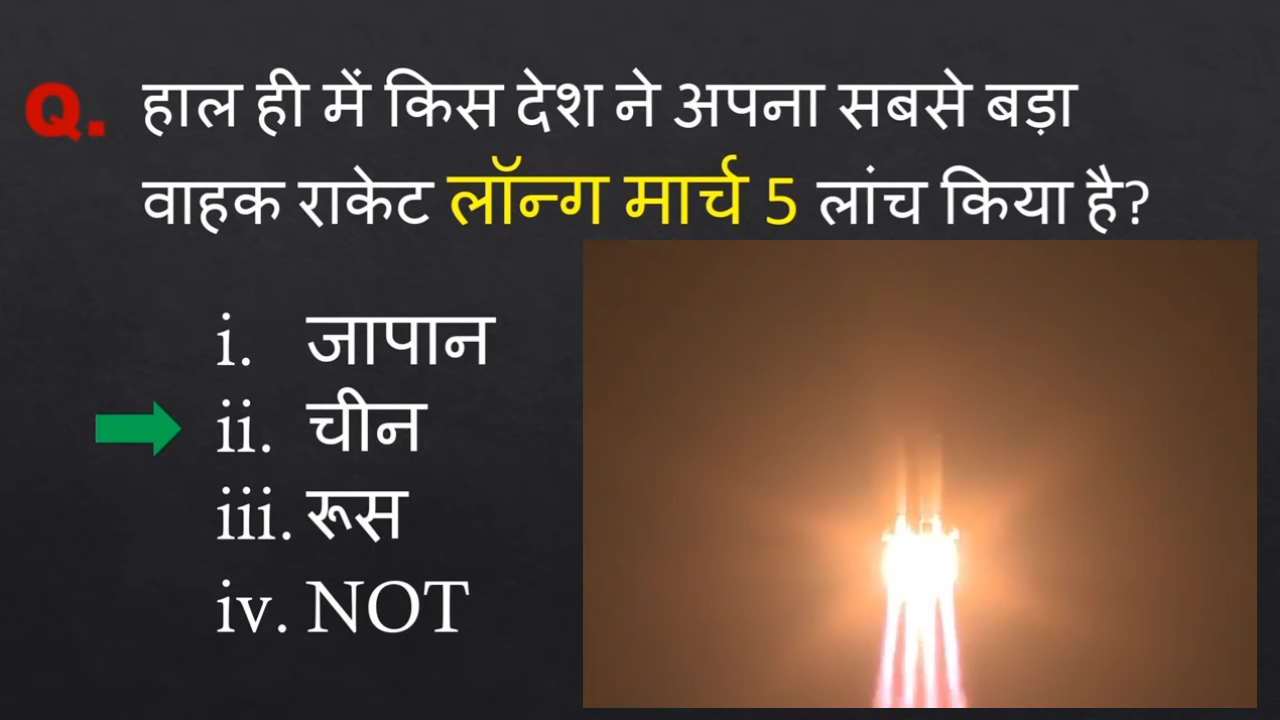 Q. हाल ही में किस देश ने अपना सबसे बड़ा
वाहक राकेट लॉन्ग मार्च 5 लांच किया है?
i. जापान
ii. चीन
iii. रूस
iv. NOT